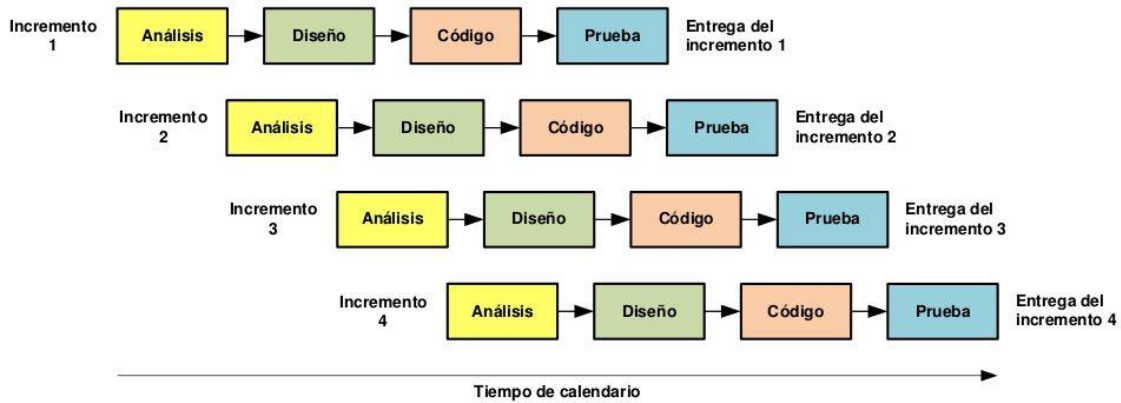 Incremento
1
Análisis
Diseño
Código
Prueba
Entrega del
incremento 1
Incremento
2
Análisis
Diseño
Código
Prueba
Entrega del
incremento 2
Incremento
3
Análisis
Diseño
Código
Prueba
Entrega del
incremento 3
Incremento
4
Análisis
Diseño
Código
Prueba
Entrega del
incremento 4
Tiempo de calendario